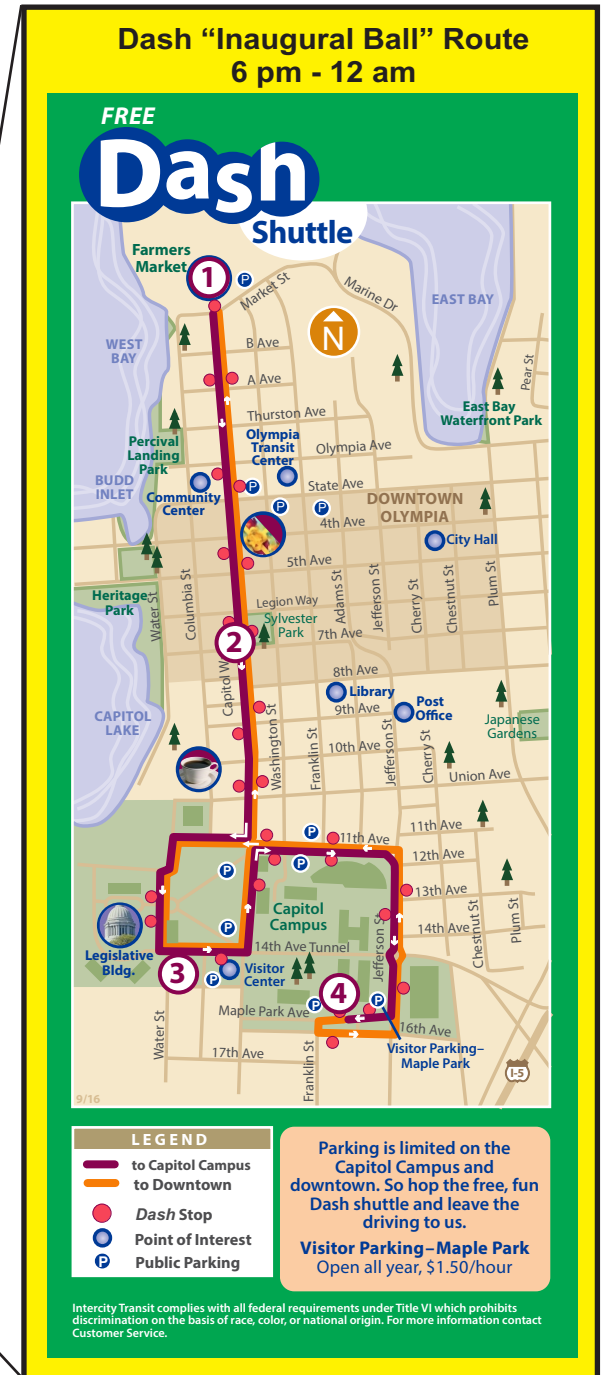 Dash “Inaugural Ball” Route
6 pm - 12 am
FREE
Dash
Shuttle
Farmers
Market
1
P
Market St
Marine Dr
EAST BAY
WEST
BAY
N
B Ave
A Ave
Pear St
Thurston Ave
East Bay
Waterfront Park
Percival
Landing
Park
Olympia
Transit
Center
Olympia Ave
BUDD
INLET
Community
Center
P
State Ave
DOWNTOWN
OLYMPIA
P
P
4th Ave
City Hall
5th Ave
Heritage
Park
Water St
Columbia St
Legion Way
Adams St
Jefferson St
Cherry St
Chestnut St
Plum St
Sylvester
Park
7th Ave
2
8th Ave
Capitol W
Library
9th Ave
Post
Office
CAPITOL
LAKE
Washington St
Franklin St
10th Ave
Jefferson St
Cherry St
Japanese
Gardens
Union Ave
P
11th Ave
11th Ave
P
P
12th Ave
13th Ave
Capitol
Campus
P
14th Ave
Chestnut St
Plum St
Legislative
Bldg.
14th Ave Tunnel
Jefferson St
3
P
Visitor
Center
4
P
P
Maple Park Ave
16th Ave
Water St
17th Ave
Franklin St
Visitor Parking–
Maple Park
I-5
9/16
LEGEND
to Capitol Campus
to Downtown
Dash Stop
Point of Interest
P Public Parking
Parking is limited on the
Capitol Campus and
downtown. So hop the free, fun
Dash shuttle and leave the
driving to us.
Visitor Parking–Maple Park
Open all year, $1.50/hour
Intercity Transit complies with all federal requirements under Title VI which prohibits
discrimination on the basis of race, color, or national origin. For more information contact
Customer Service.